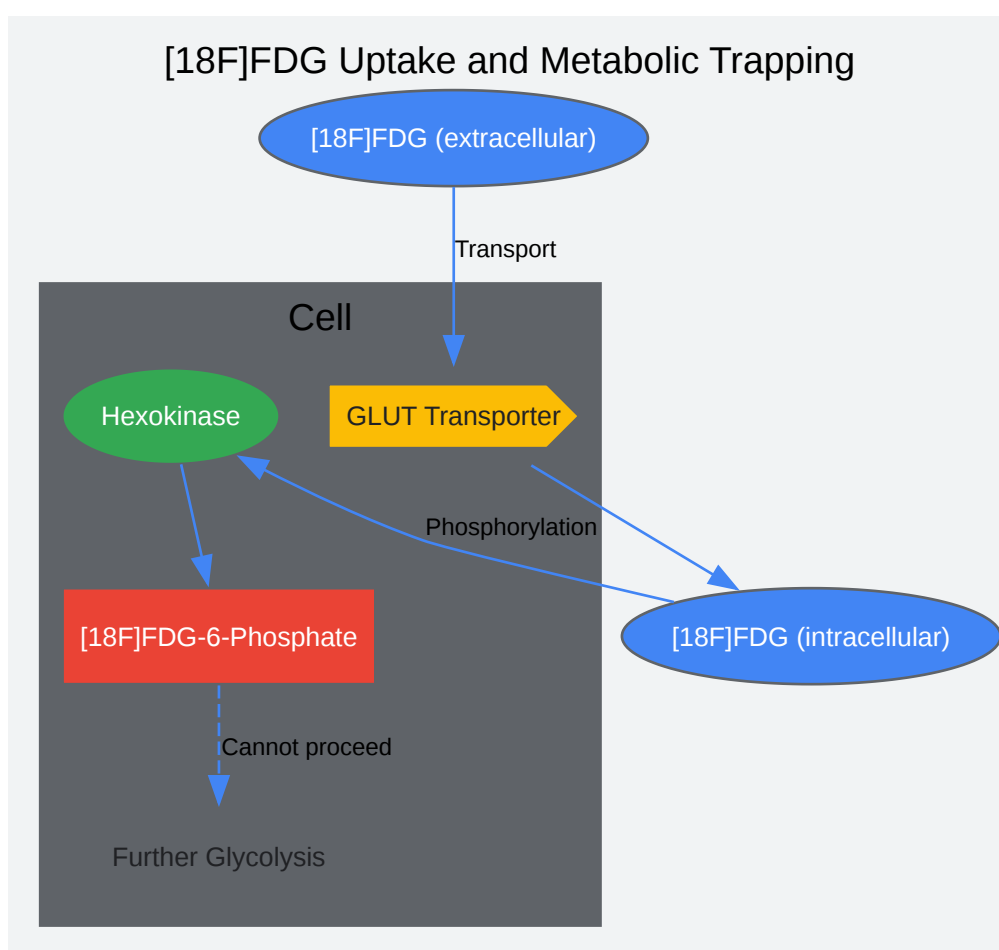 [18F]FDG Uptake and Metabolic Trapping
[18F]FDG (extracellular)
Transport
Cell
Hexokinase
GLUT Transporter
Phosphorylation
[18F]FDG-6-Phosphate
[18F]FDG (intracellular)
Cannot proceed
Further Glycolysis